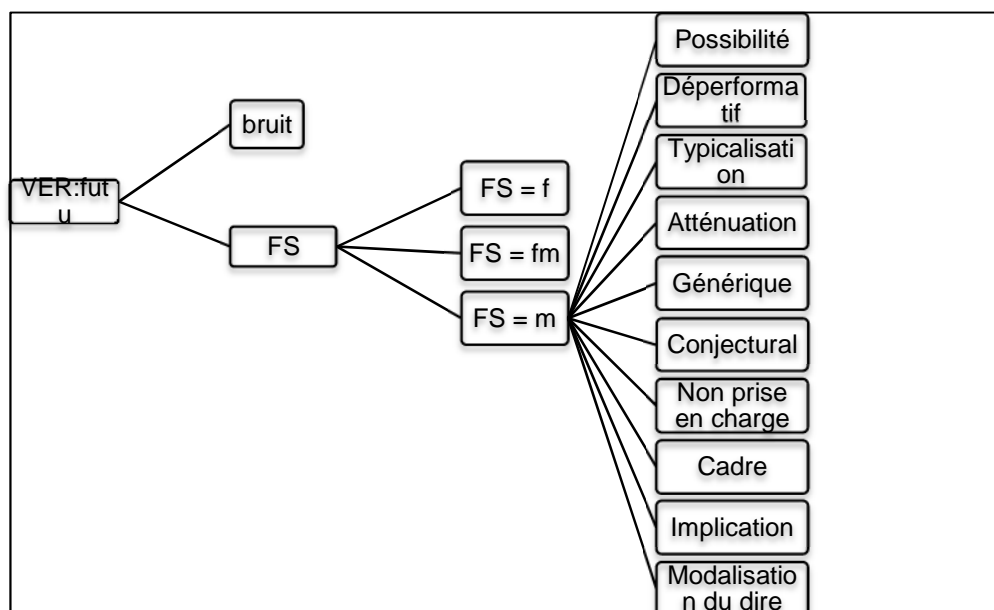 VER:fut
u
bruit
FS
FS = f
FS = fm
FS = m
Possibilité
Déperforma
tif
Typicalisati
on
Atténuation
Générique
Conjectural
Non prise
en charge
Cadre
Implication
Modalisatio
n du dire